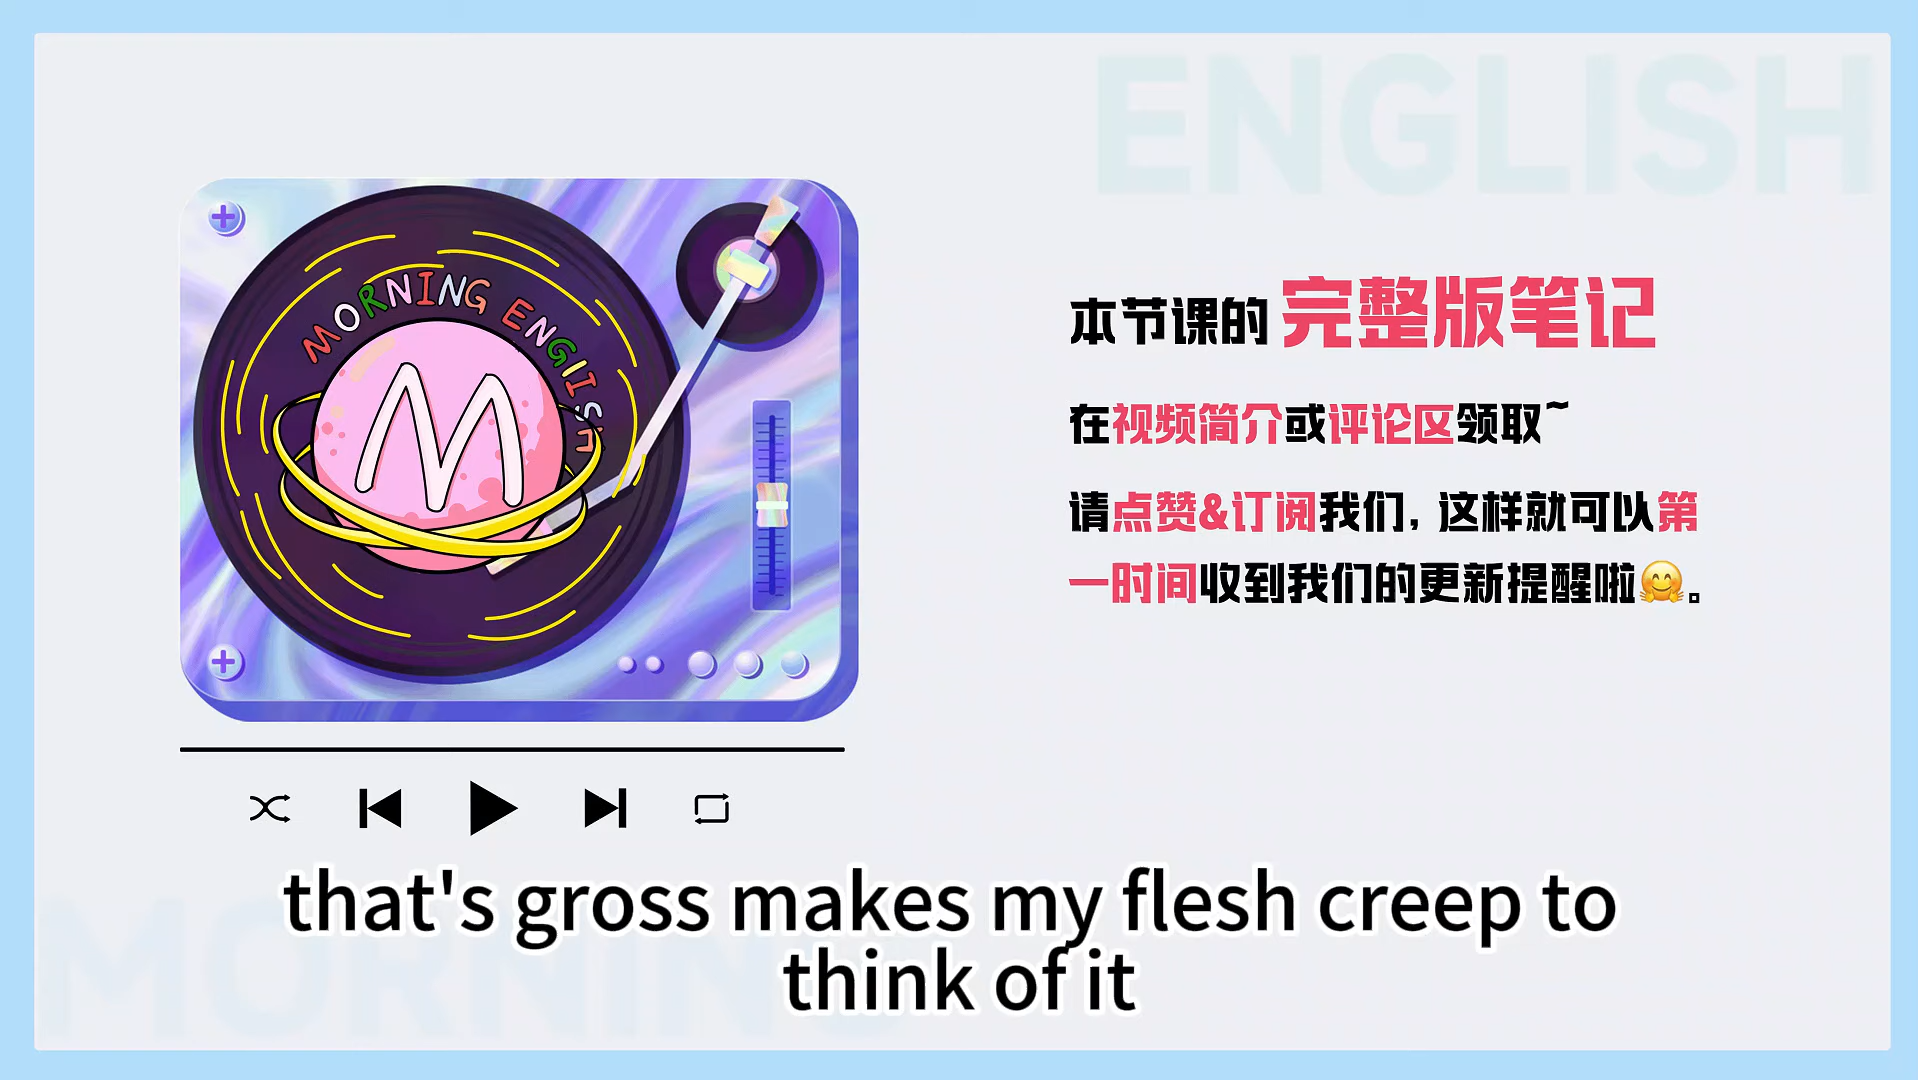 ENGLISH
MORNING ENGLISH
M
本节课的 完整版笔记
在视频简介或评论区领取~
请点赞&订阅我们，这样就可以第
一时间收到我们的更新提醒啦🤗。
that's gross makes my flesh creep to
think of it
MORNING